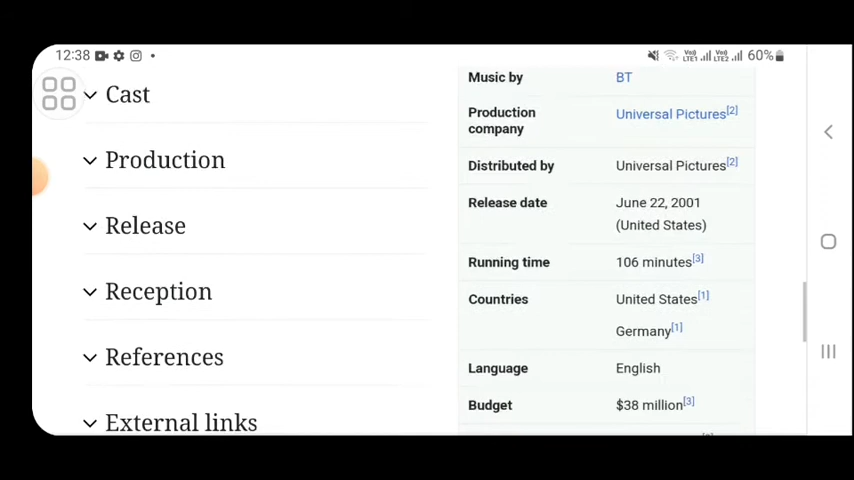 12:38
LTE1 LTE2 60%
Cast
Production
Release
Reception
References
External links
Music by BT
Production company Universal Pictures[2]
Distributed by Universal Pictures[2]
Release date June 22, 2001
(United States)
Running time 106 minutes[3]
Countries United States[1]
Germany[1]
Language English
Budget $38 million[3]